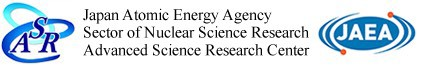 ASR
Japan Atomic Energy Agency
Sector of Nuclear Science Research
Advanced Science Research Center
JAEA